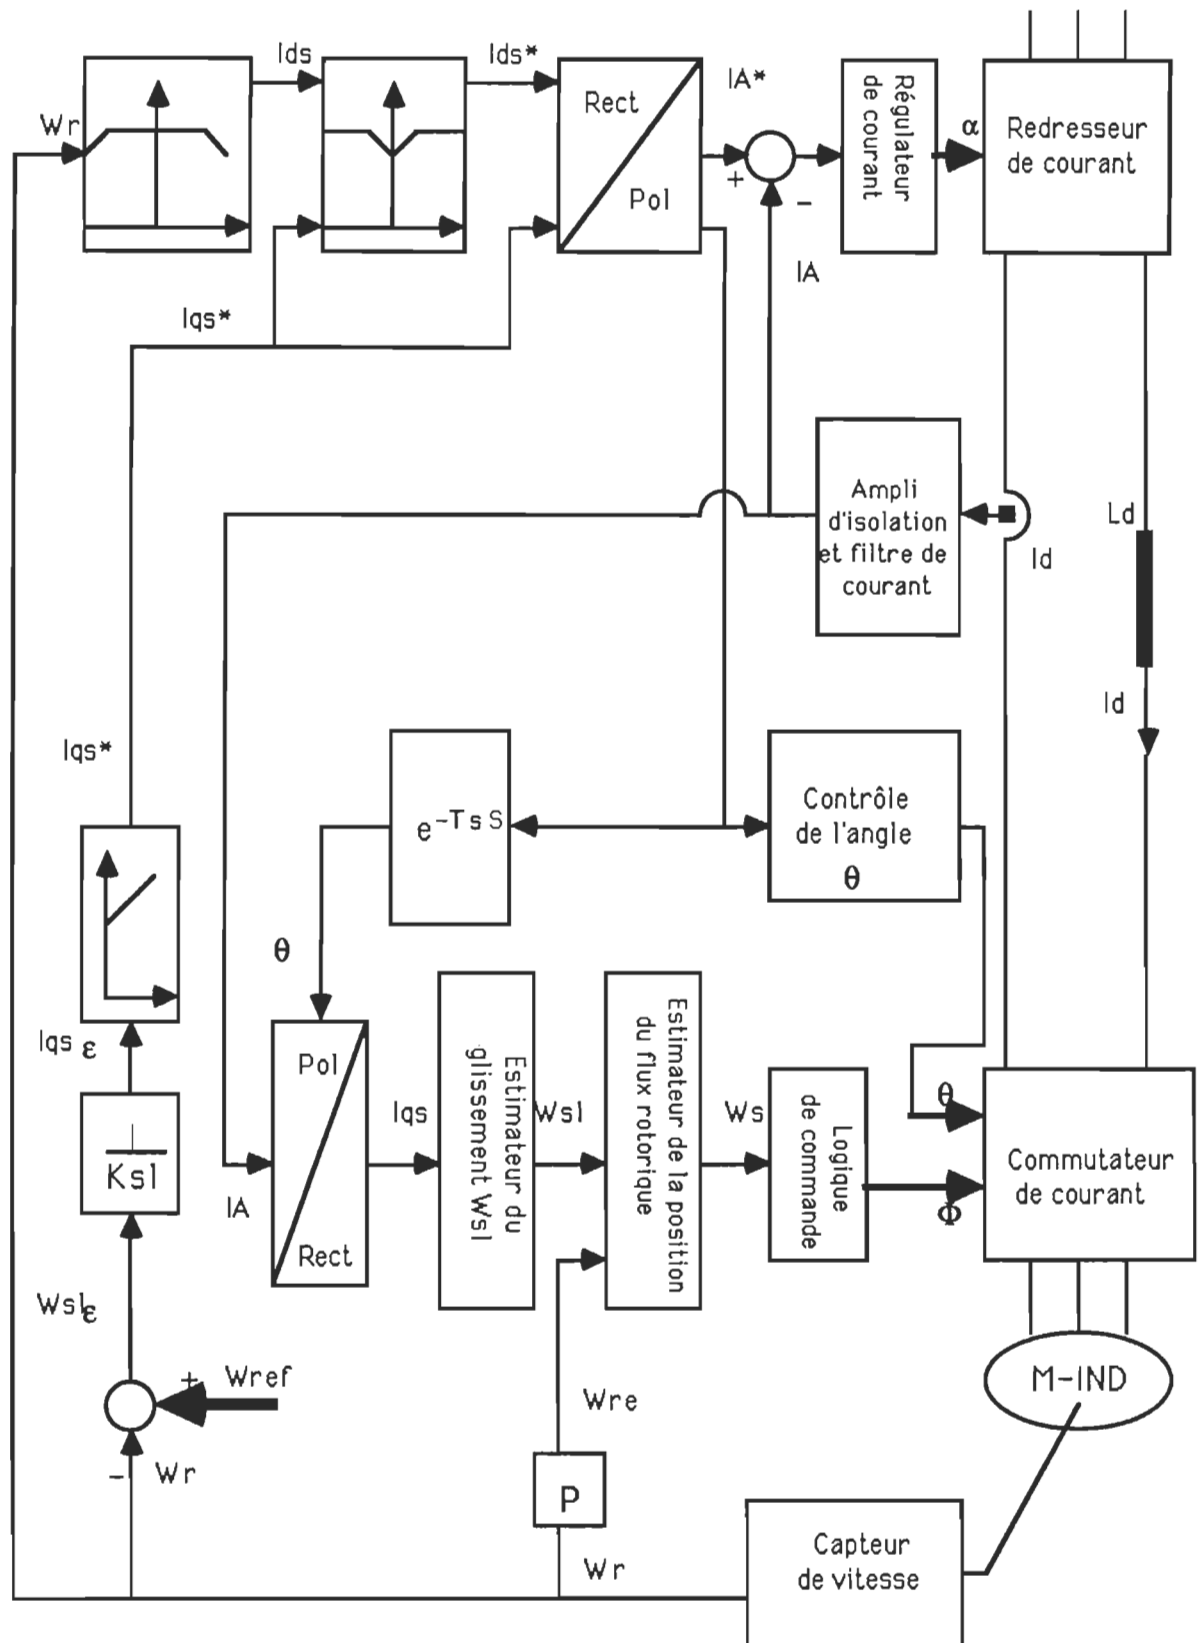 Wr
Ids
Ids*
Rect
Pol
IA*
+
-
IA
Régulateur
de courant
α
Redresseur
de courant
Iqs*
Ampli
d'isolation
et filtre de
courant
Id
Ld
Id
Iqs*
e-TsS
Contrôle
de l'angle
θ
θ
Iqs ε
1
Ksl
Wslε
+
Wref
-
Wr
Pol
Rect
IA
Iqs
Estimateur du
glissement Wsl
Wsl
Estimateur de la position
du flux rotorique
Ws
Logique
de commande
θ
Φ
Commutateur
de courant
M-IND
Wre
P
Wr
Capteur
de vitesse